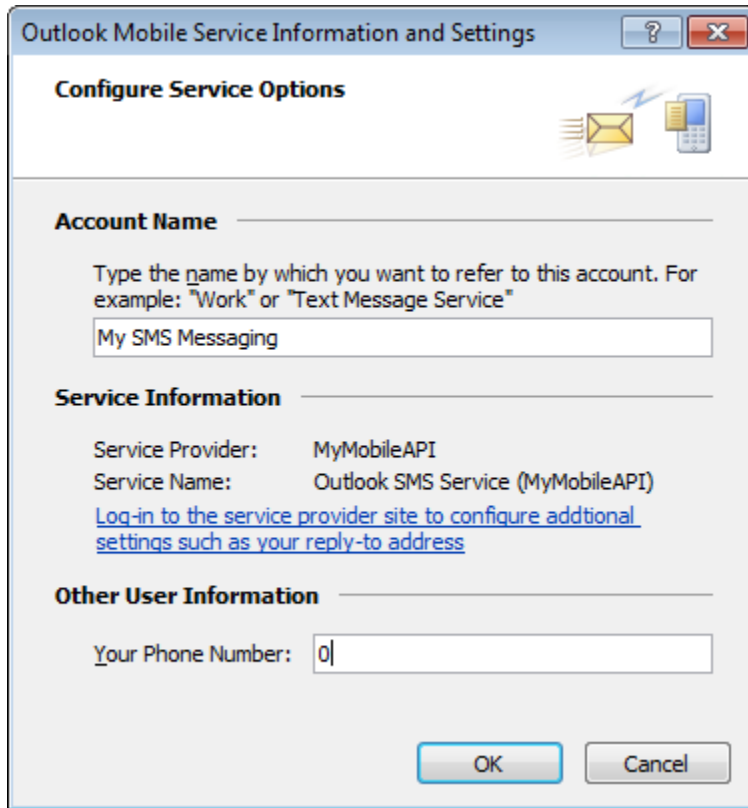 Outlook Mobile Service Information and Settings
Configure Service Options
Account Name
Type the name by which you want to refer to this account. For
example: "Work" or "Text Message Service"
My SMS Messaging
Service Information
Service Provider: MyMobileAPI
Service Name: Outlook SMS Service (MyMobileAPI)
Log-in to the service provider site to configure addtional
settings such as your reply-to address
Other User Information
Your Phone Number: 0
OK Cancel